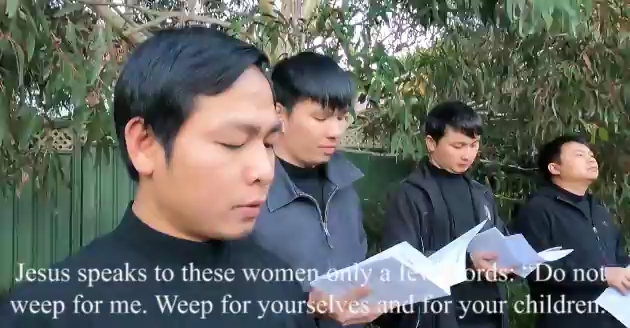 Jesus speaks to these women only a few words: “Do not
weep for me. Weep for yourselves and for your children.